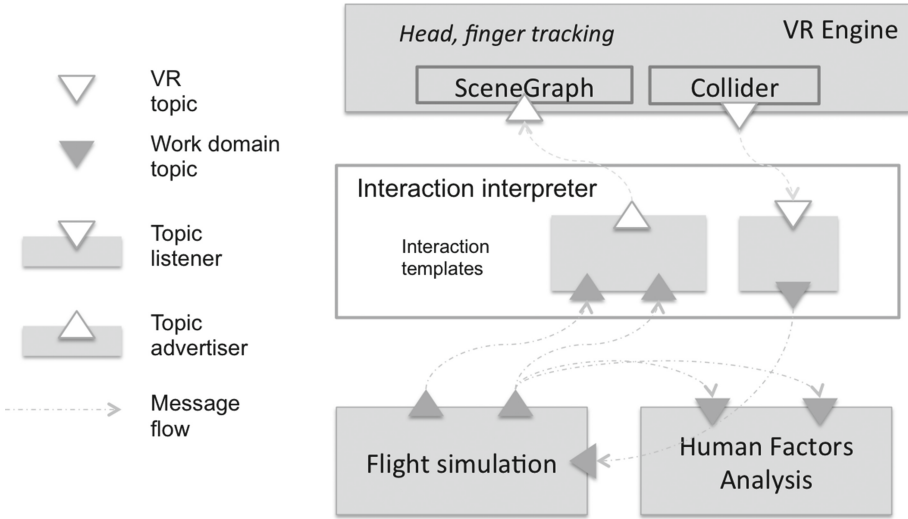 VR
topic
Work domain
topic
Topic
listener
Topic
advertiser
Message
flow
Head, finger tracking
VR Engine
SceneGraph
Collider
Interaction interpreter
Interaction
templates
Flight simulation
Human Factors
Analysis